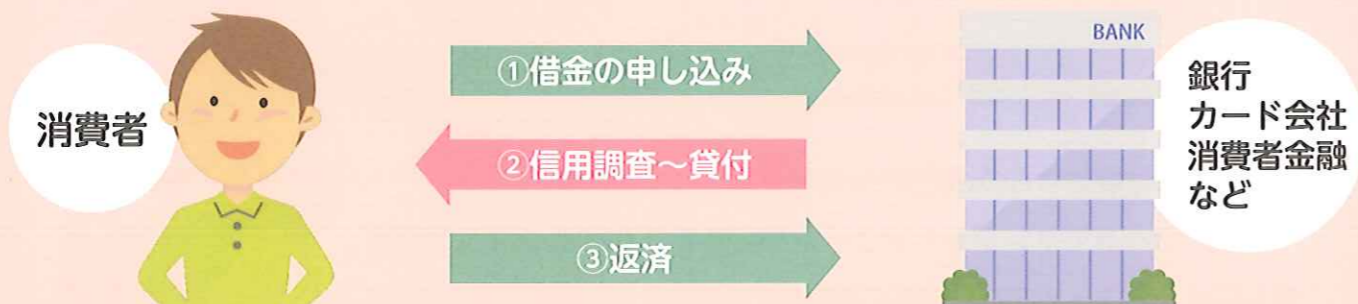 消費者
①借金の申し込み
②信用調査～貸付
③返済
BANK
銀行
カード会社
消費者金融
など